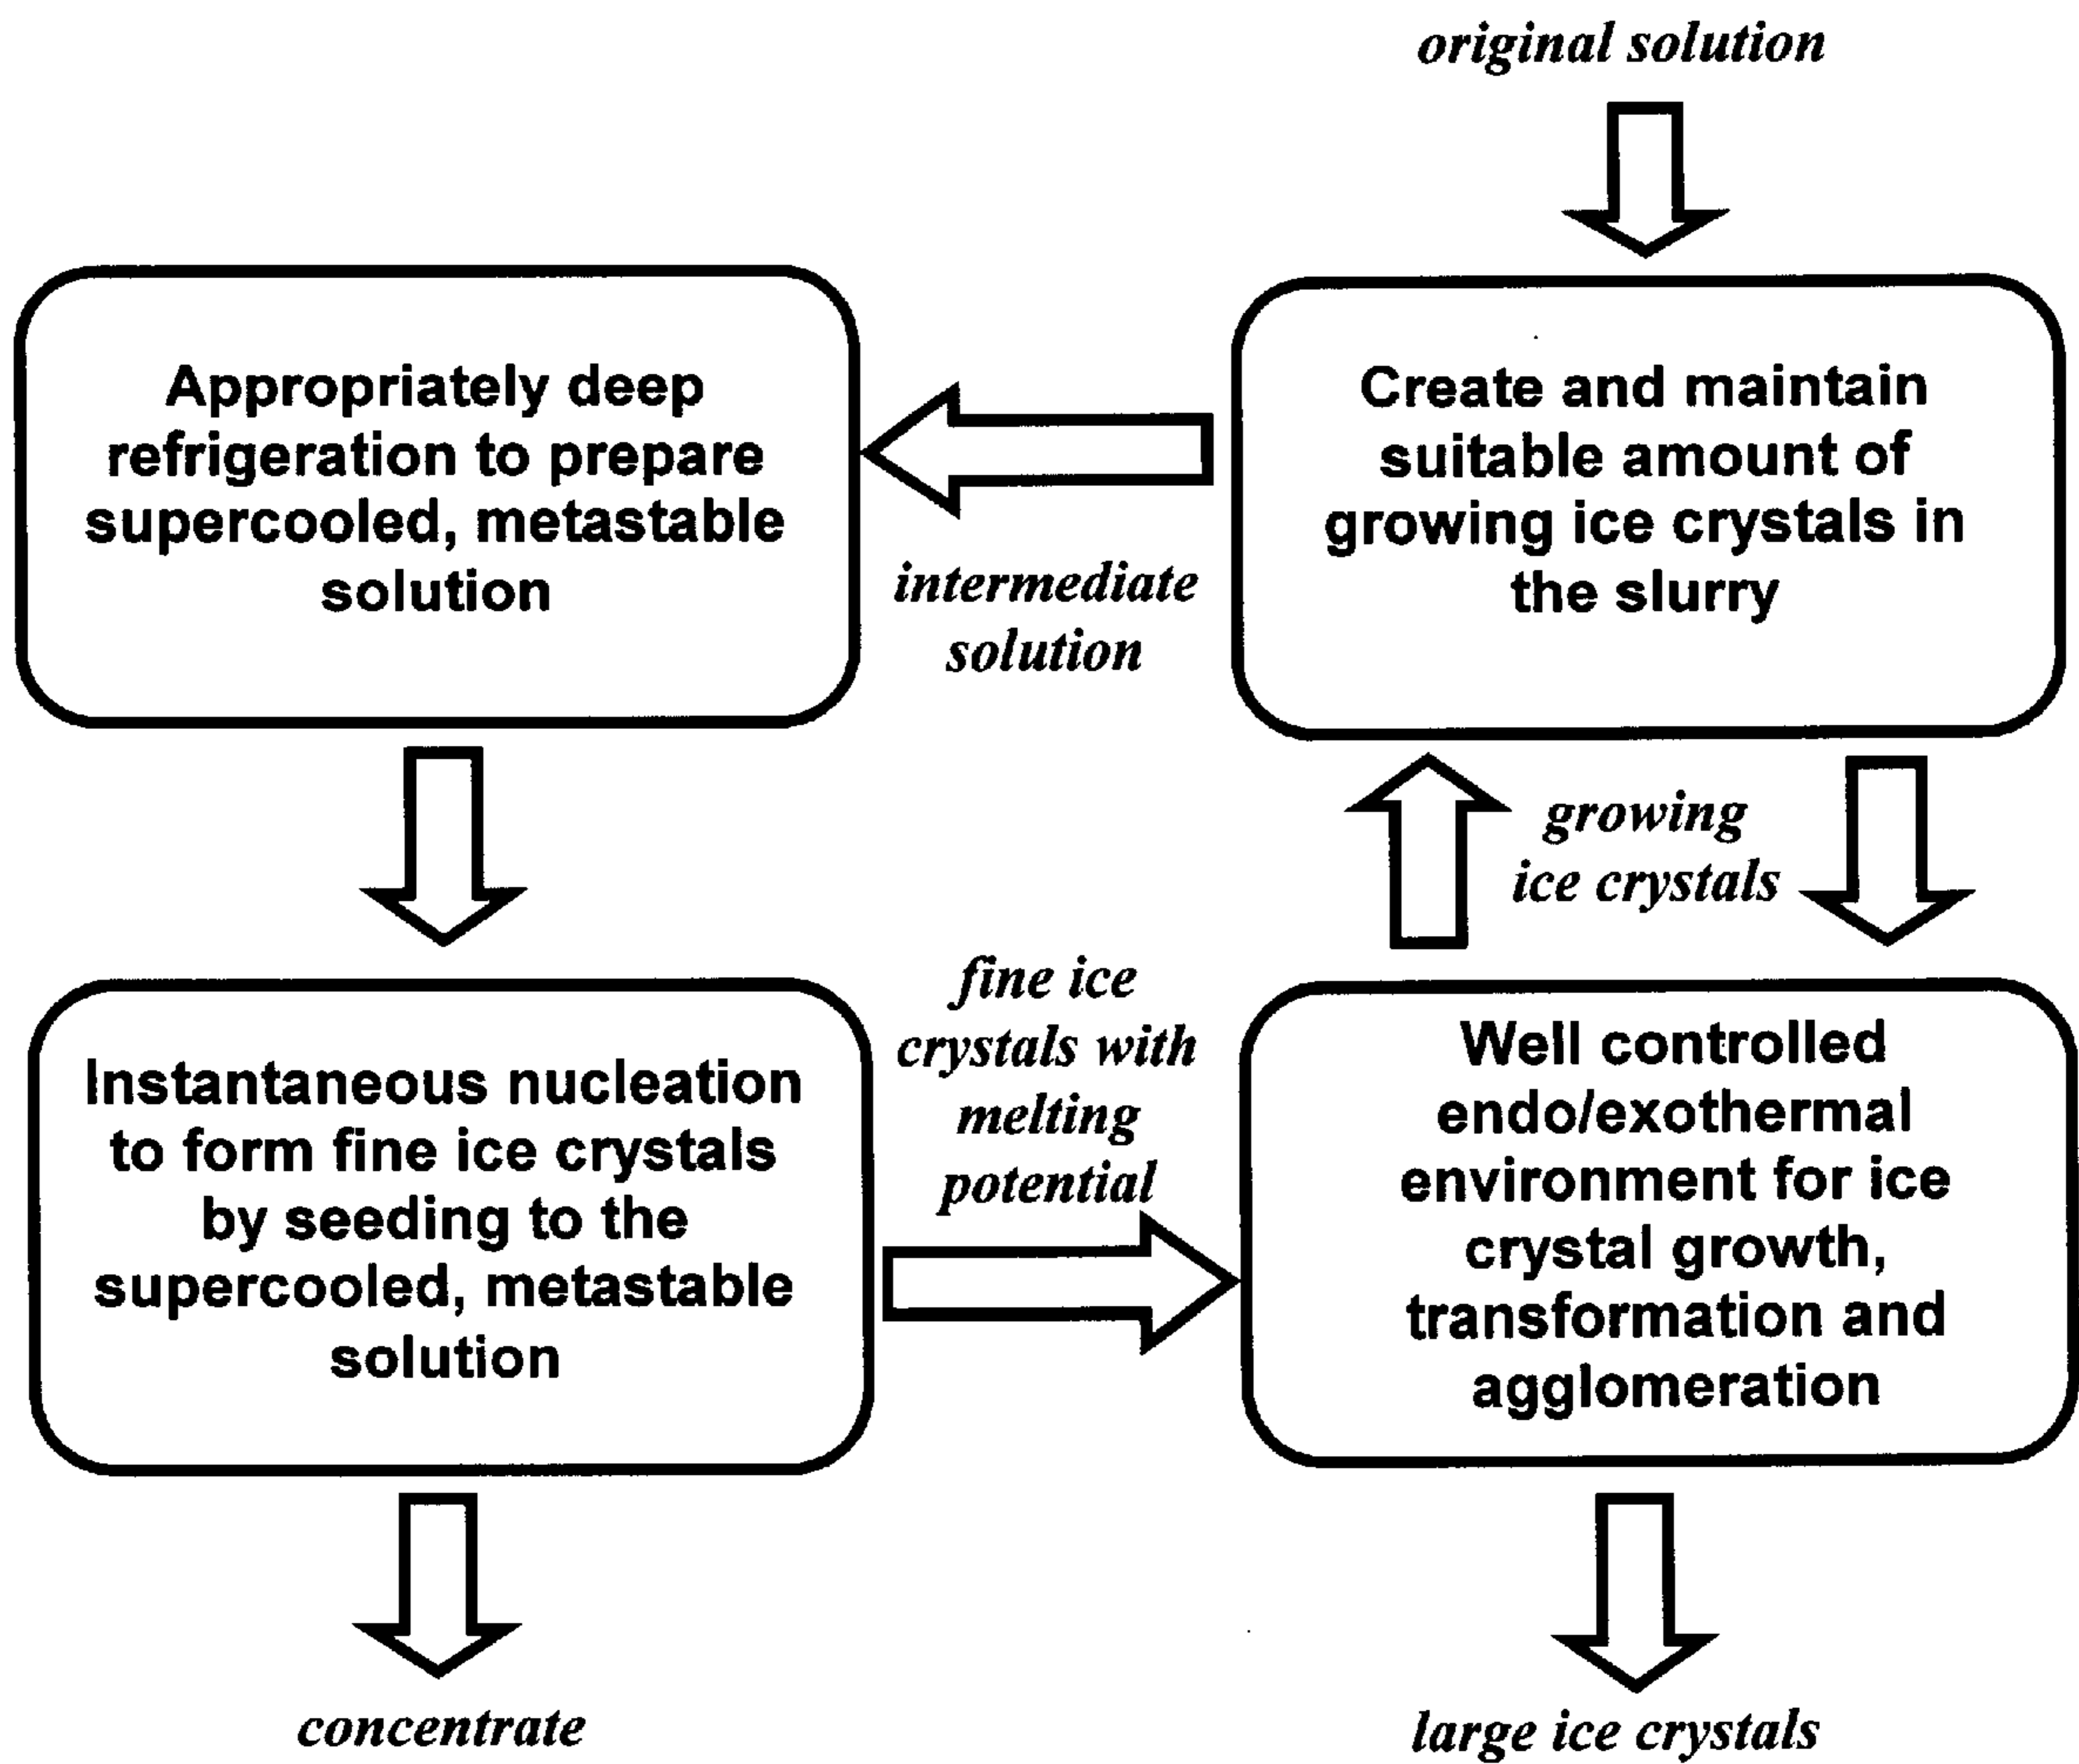 original solution
Appropriately deep
refrigeration to prepare
supercooled, metastable
solution
intermediate
solution
Create and maintain
suitable amount of
growing ice crystals in
the slurry
growing
ice crystals
Instantaneous nucleation
to form fine ice crystals
by seeding to the
supercooled, metastable
solution
fine ice
crystals with
melting
potential
Well controlled
endo/exothermal
environment for ice
crystal growth,
transformation and
agglomeration
concentrate
large ice crystals